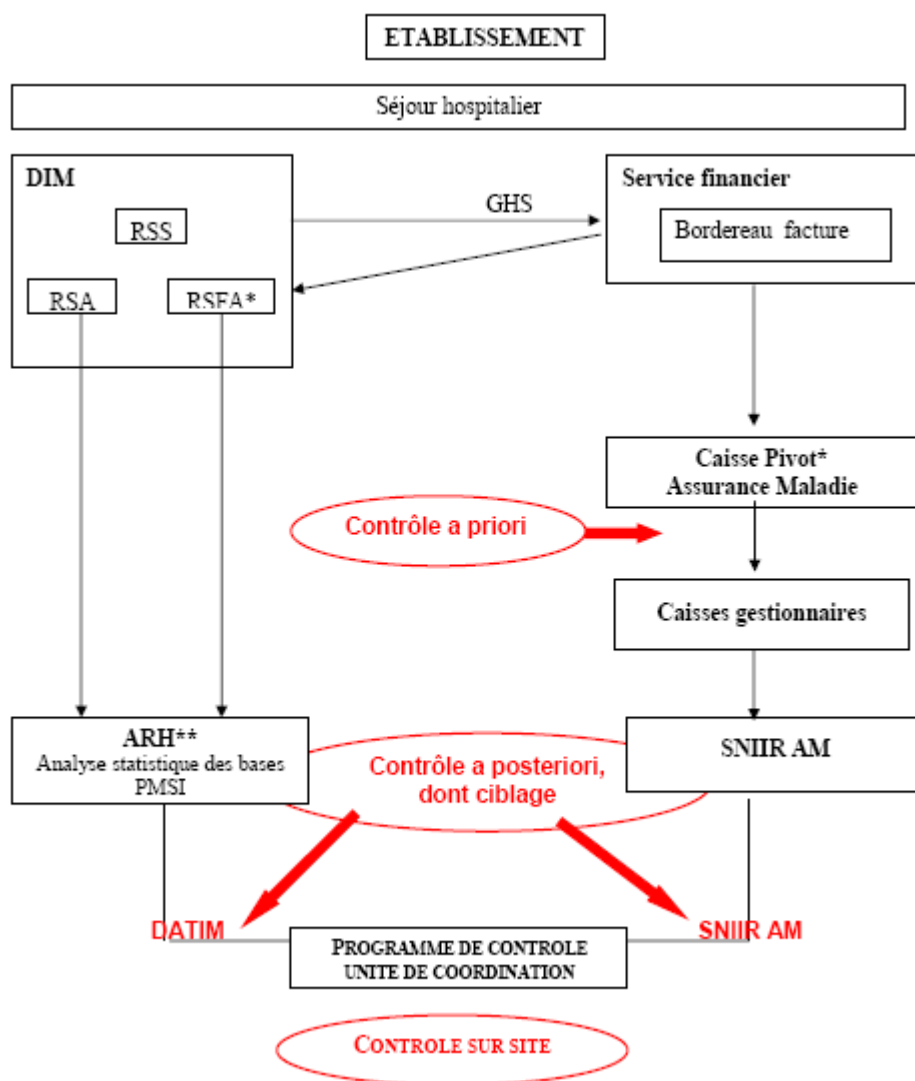 ETABLISSEMENT
Séjour hospitalier
DIM
RSS
RSA
RSFA*
GHS
Service financier
Bordereau facture
Caisse Pivot*
Assurance Maladie
Contrôle a priori
Caisses gestionnaires
ARH**
Analyse statistique des bases
PMSI
Contrôle a posteriori,
dont ciblage
SNIIR AM
DATIM
SNIIR AM
PROGRAMME DE CONTROLE
UNITE DE COORDINATION
CONTROLE SUR SITE